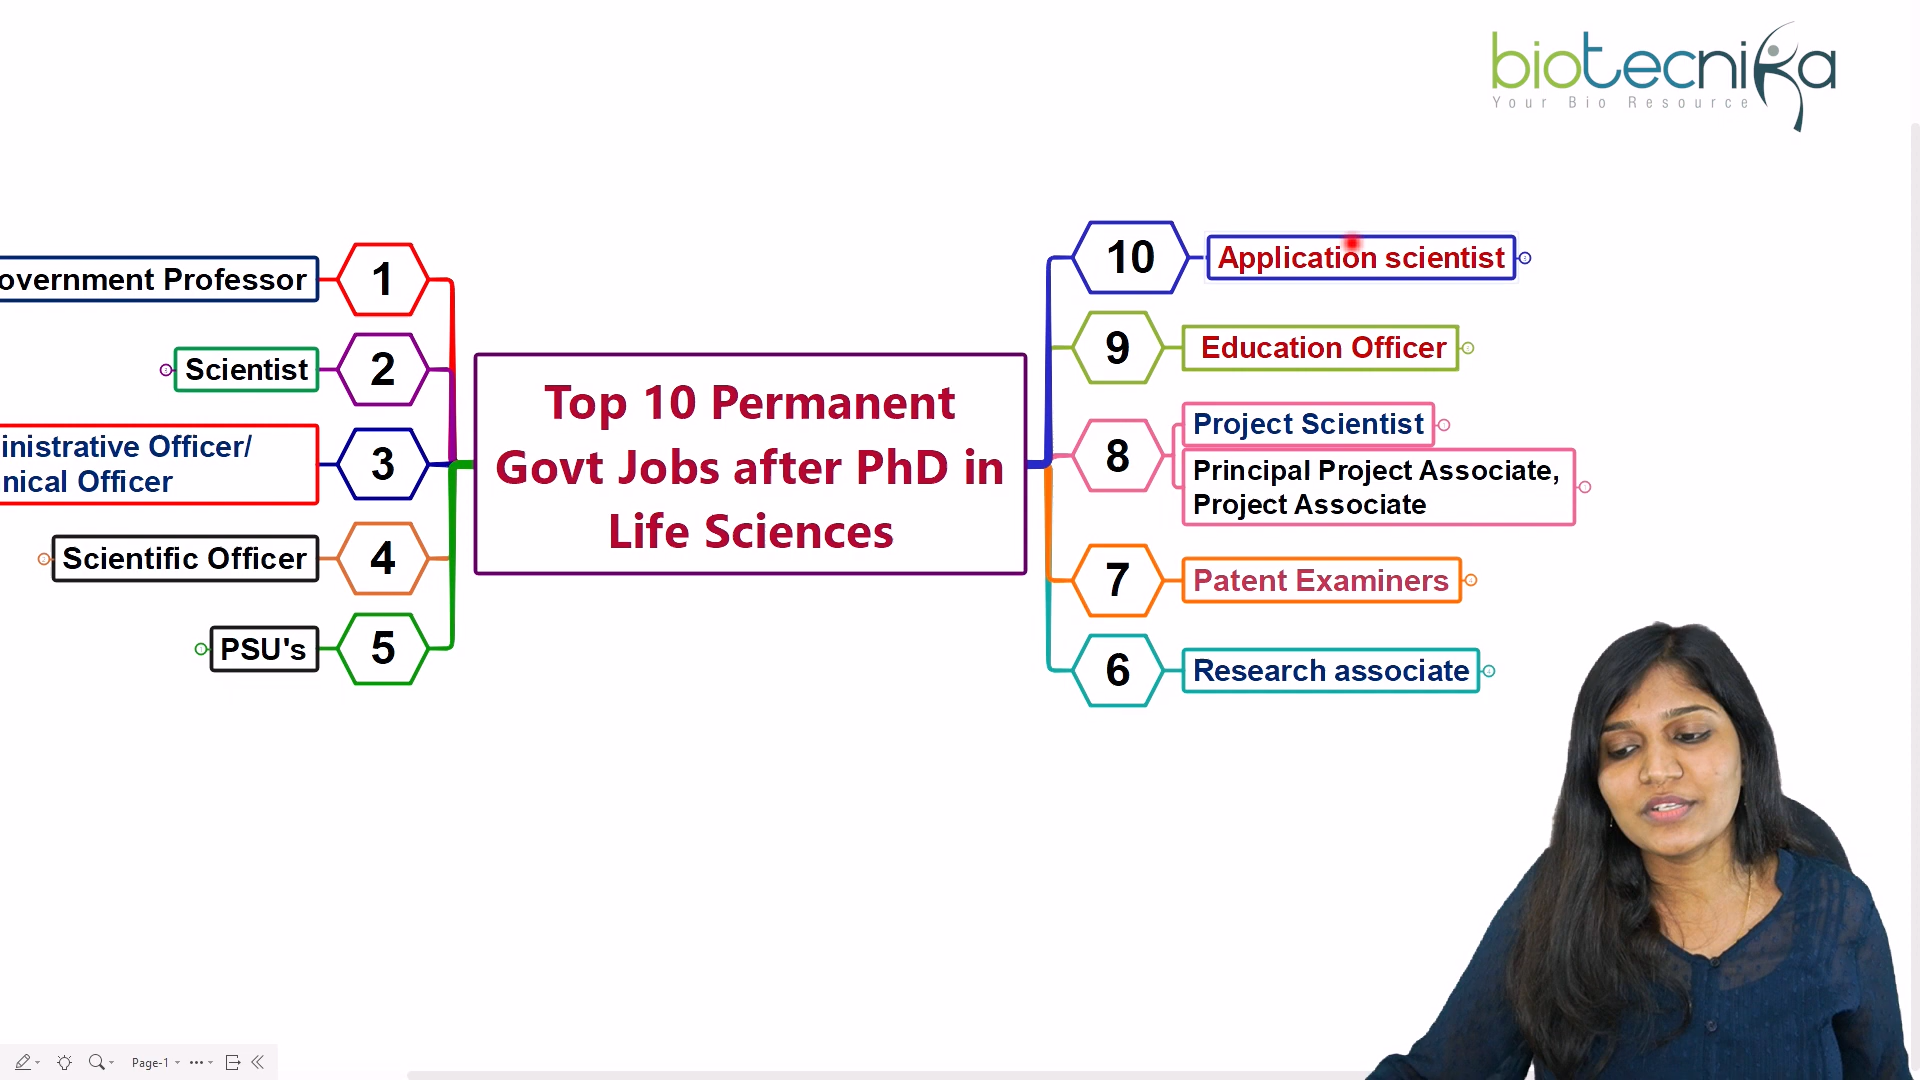 biotecnika
Your Bio Resource
Top 10 Permanent
Govt Jobs after PhD in
Life Sciences
1
overnment Professor
2
Scientist
3
inistrative Officer/
nical Officer
4
Scientific Officer
5
PSU's
10
Application scientist
9
Education Officer
8
Project Scientist
Principal Project Associate,
Project Associate
7
Patent Examiners
6
Research associate
Page-1